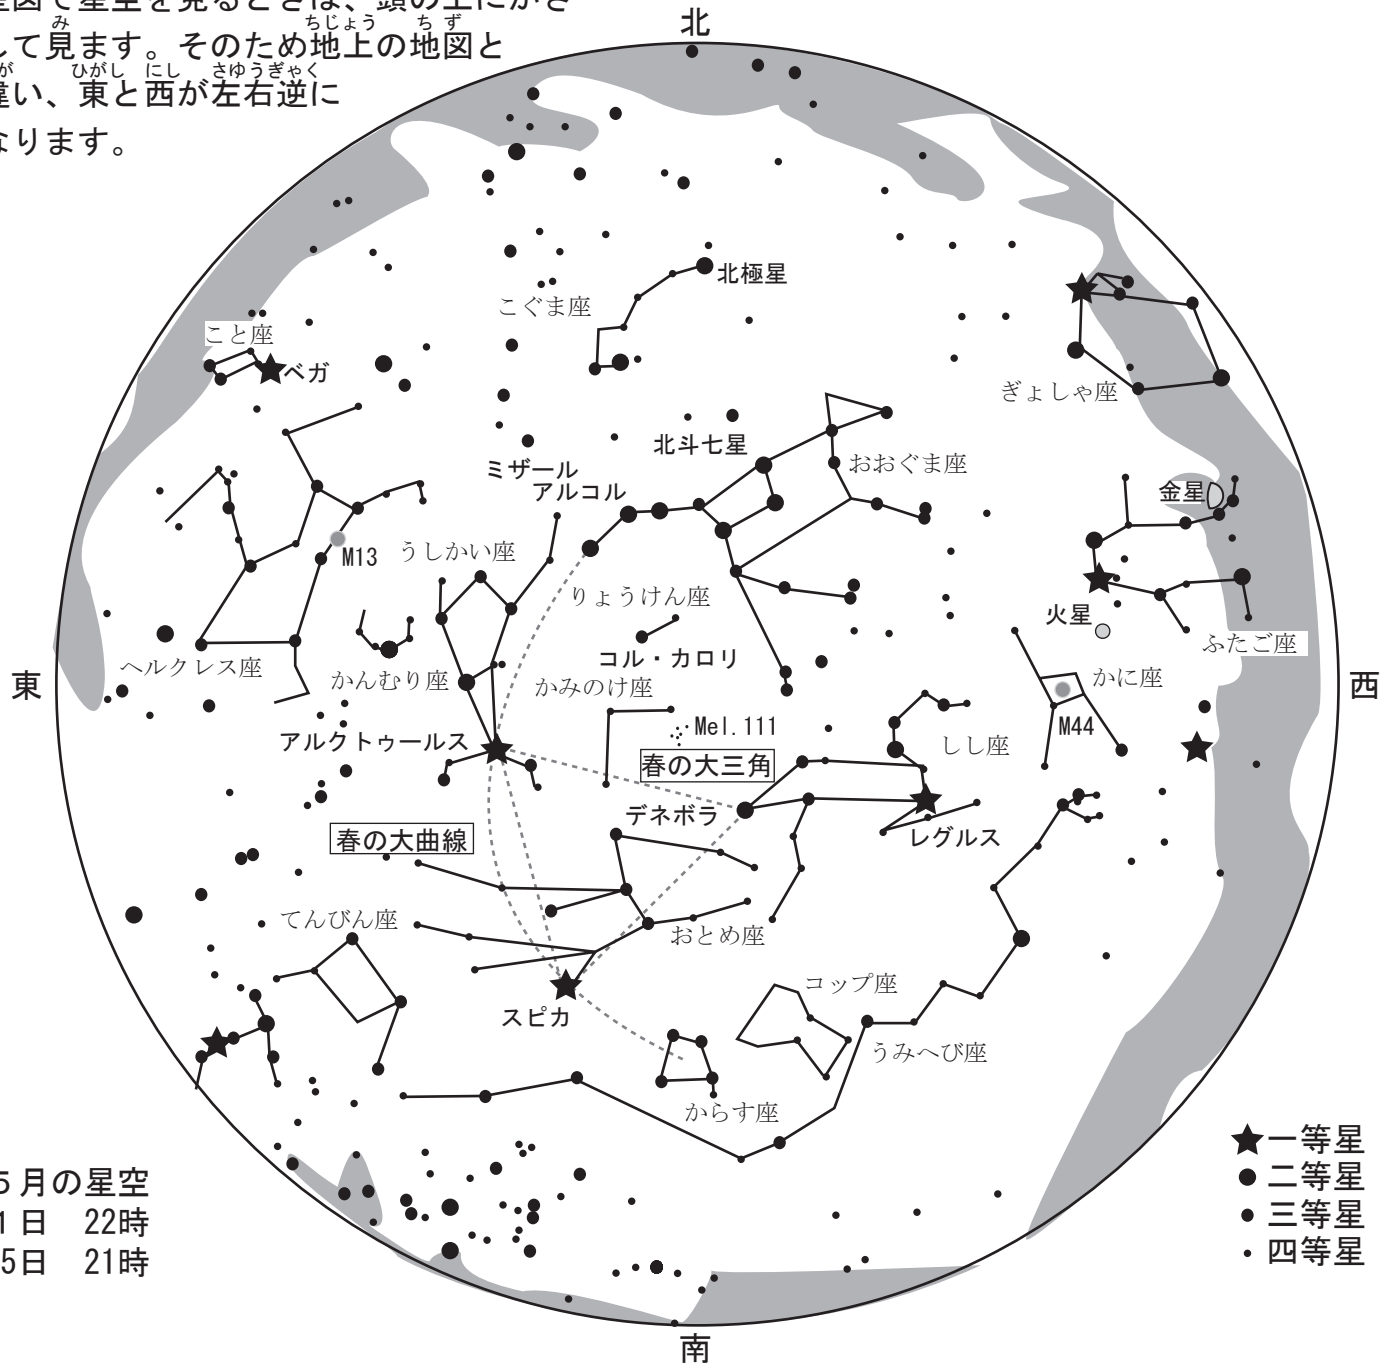 星図で星空を見るときは、頭の上にかざ
して見ます。そのため地上の地図と
違い、東と西が左右逆に
なります。
北
北極星
こぐま座
こと座
ベガ
ぎょしゃ座
北斗七星
おおぐま座
ミザール
アルコル
金星
M13
うしかい座
りょうけん座
火星
ふたご座
コル・カロリ
ヘルクレス座
かんむり座
かみのけ座
かに座
東
西
Mel.111
M44
アルクトゥールス
しし座
春の大三角
デネボラ
レグルス
春の大曲線
てんびん座
おとめ座
コップ座
スピカ
うみへび座
からす座
一等星
二等星
三等星
四等星
5月の星空
1日 22時
5日 21時
南